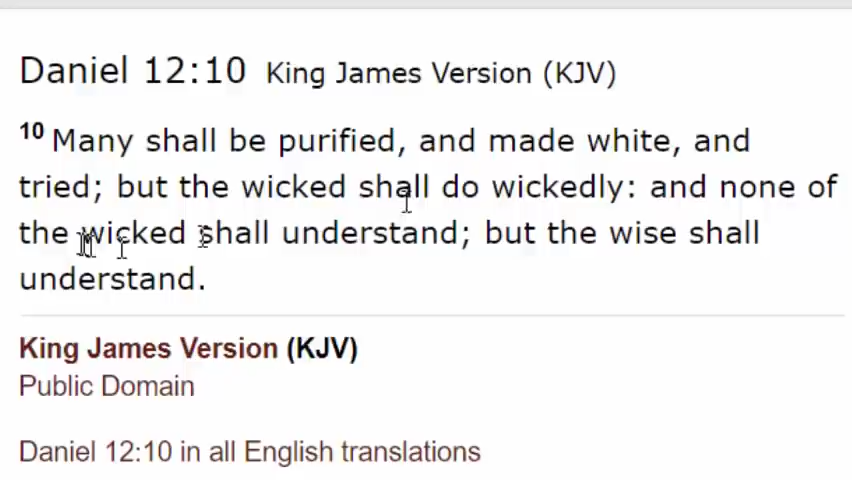 Daniel 12:10 King James Version (KJV)
10 Many shall be purified, and made white, and
tried; but the wicked shall do wickedly: and none of
the wicked shall understand; but the wise shall
understand.
King James Version (KJV)
Public Domain
Daniel 12:10 in all English translations